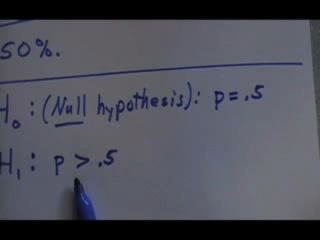 50%.
H₀: (Null hypothesis): p = .5
H₁: p > .5